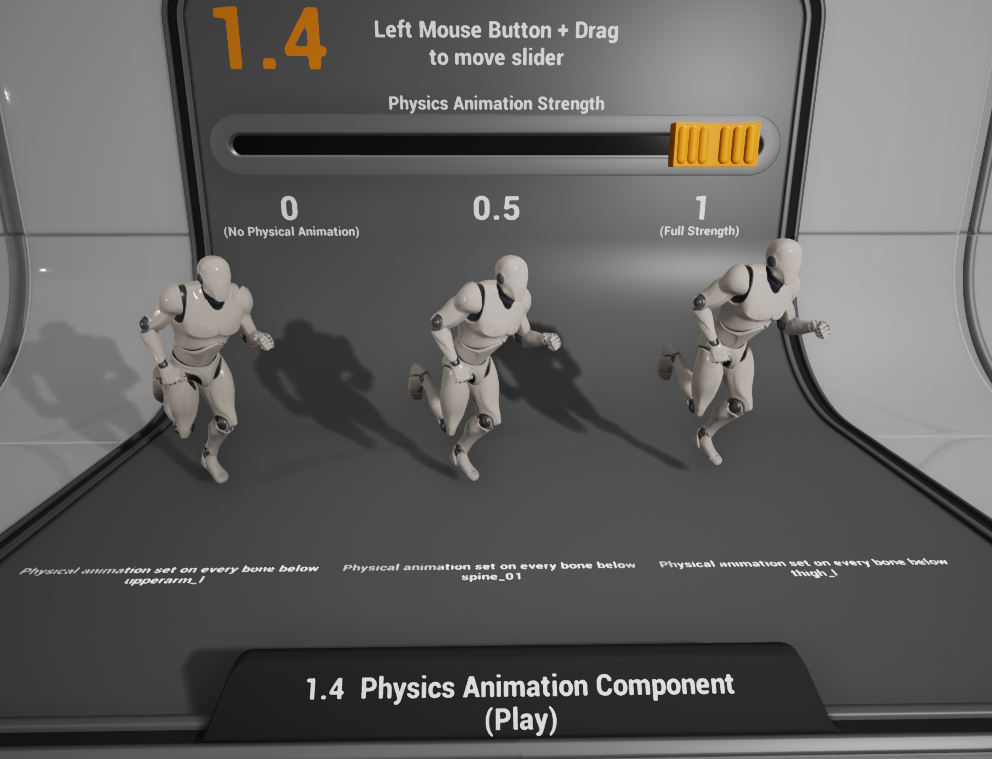 1.4
Left Mouse Button + Drag
to move slider
Physics Animation Strength
0
0.5
1
(No Physical Animation)
(Full Strength)
Physical animation set on every bone below
upperarm_l
Physical animation set on every bone below
spine_01
Physical animation set on every bone below
thigh_l
1.4 Physics Animation Component
(Play)